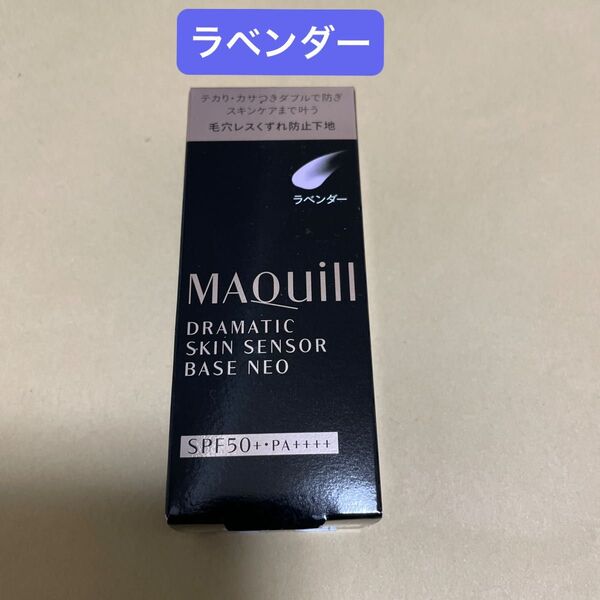 ラベンダー
テカり・カサつきダブルで防ぎ
スキンケアまで叶う
毛穴レスくずれ防止下地
ラベンダー
MAQuill
DRAMATIC
SKIN SENSOR
BASE NEO
SPF50+・PA++++